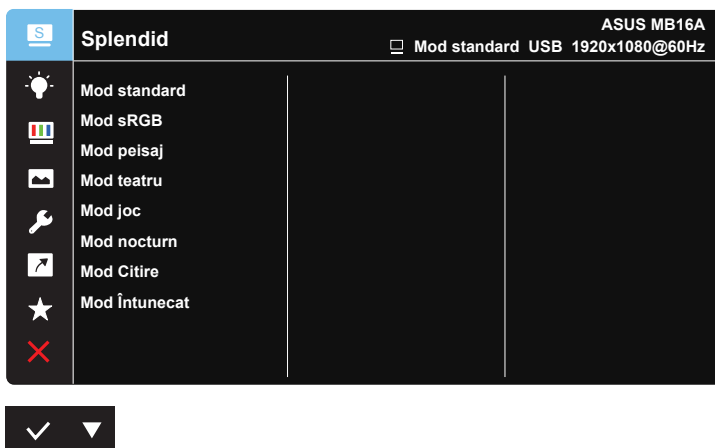 S
Splendid
ASUS MB16A
Mod standard USB 1920x1080@60Hz
Mod standard
Mod sRGB
Mod peisaj
Mod teatru
Mod joc
Mod nocturn
Mod Citire
Mod Întunecat